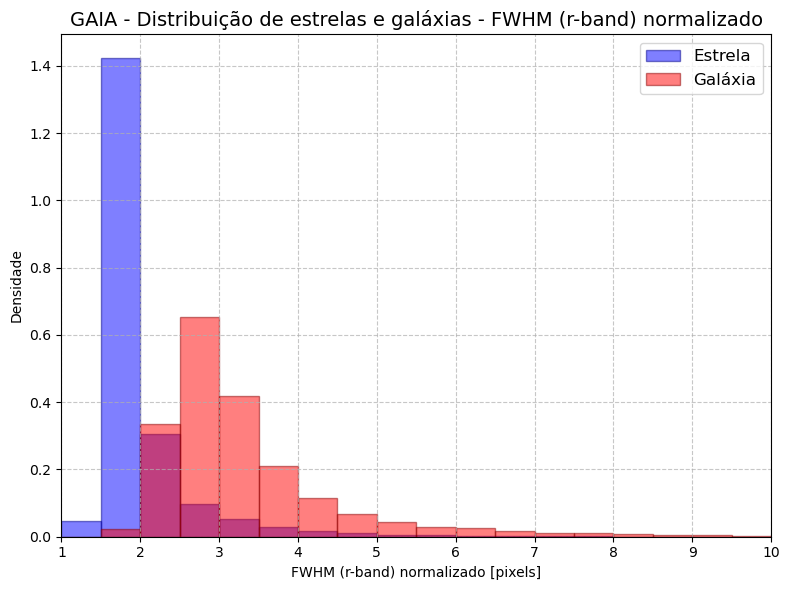 GAIA - Distribuição de estrelas e galáxias - FWHM (r-band) normalizado
Estrela
Galáxia
1.4
1.2
1.0
0.8
0.6
0.4
0.2
0.0
Densidade
1 2 3 4 5 6 7 8 9 10
FWHM (r-band) normalizado [pixels]